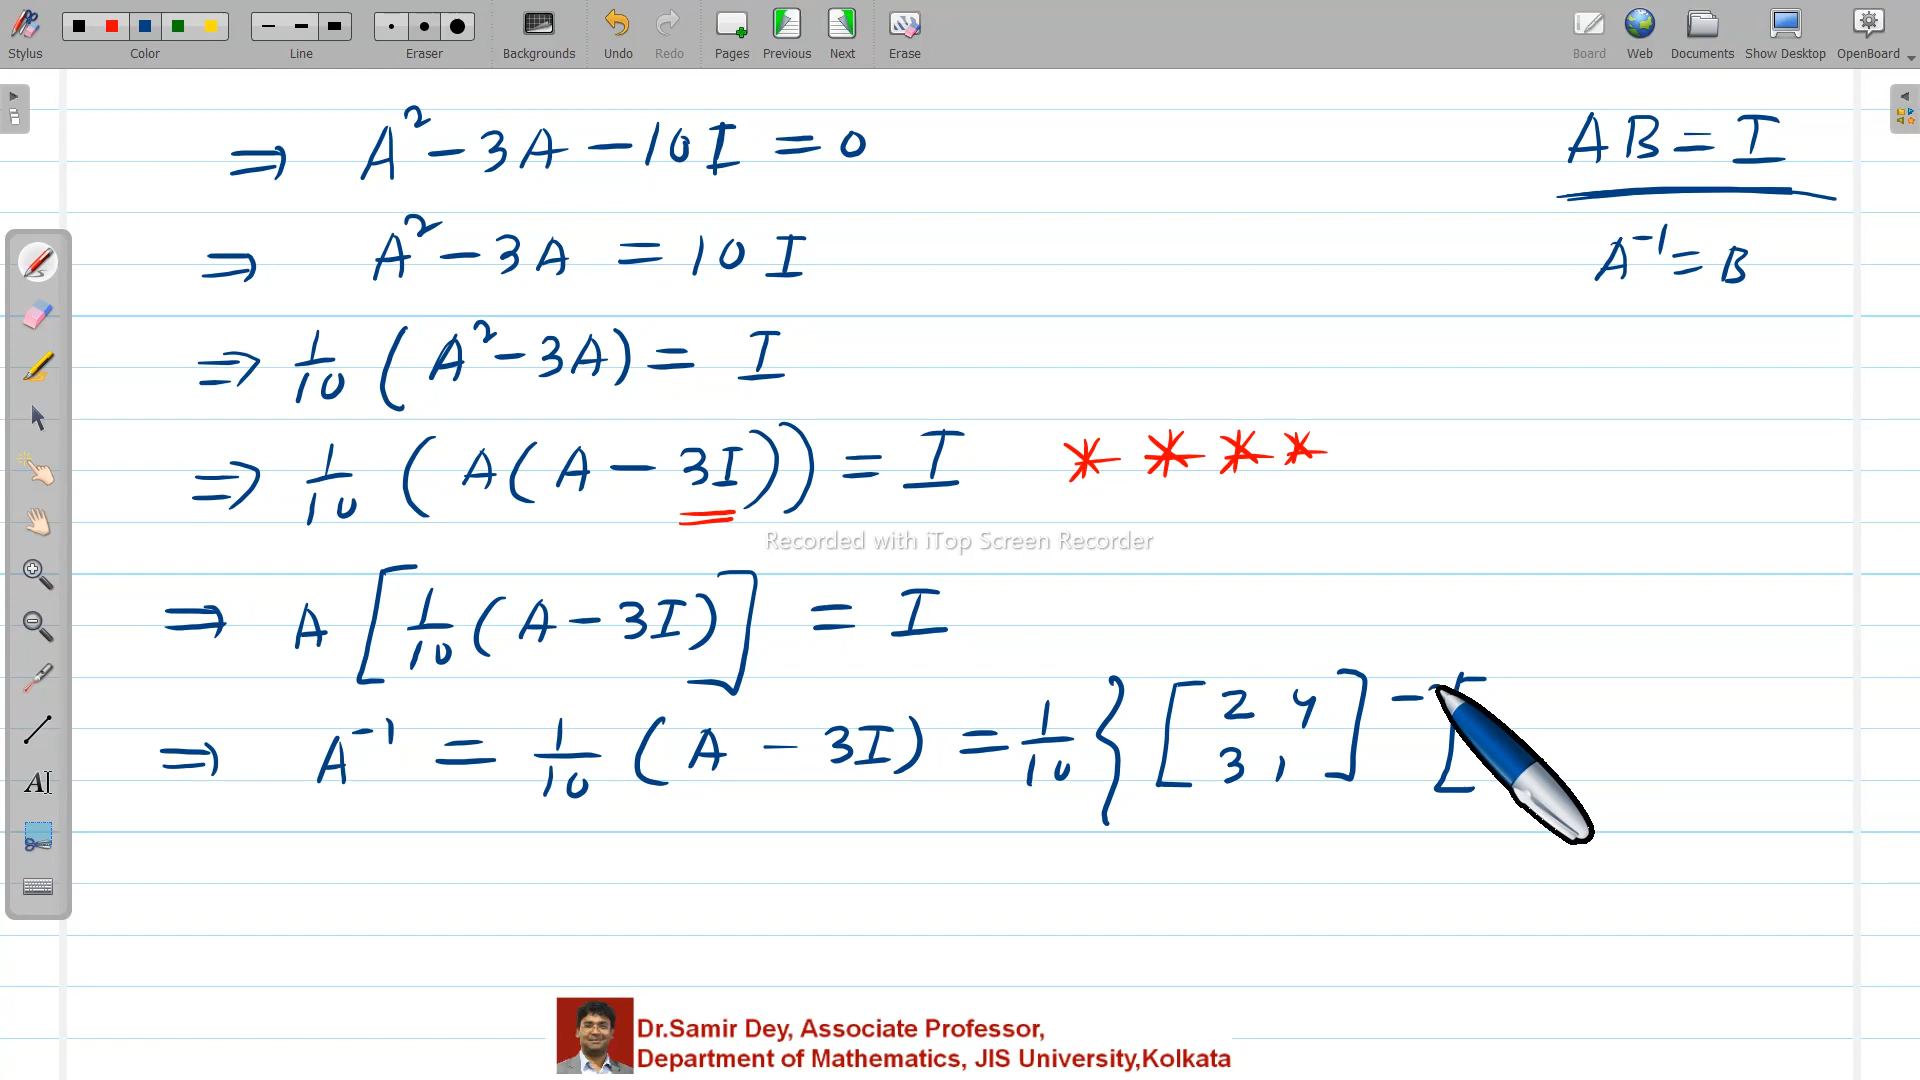 Stylus Color Line Eraser Backgrounds Undo Redo Pages Previous Next Erase Board Web Documents Show Desktop OpenBoard
⇒ A² - 3A - 10I = 0
AB = I
⇒ A² - 3A = 10I
A⁻¹ = B
⇒ 1/10 (A² - 3A) = I
⇒ 1/10 (A(A - 3I)) = I ****
Recorded with iTop Screen Recorder
⇒ A [1/10 (A - 3I)] = I
⇒ A⁻¹ = 1/10 (A - 3I) = 1/10 { [2 4
3 1] - [
Dr.Samir Dey, Associate Professor,
Department of Mathematics, JIS University,Kolkata